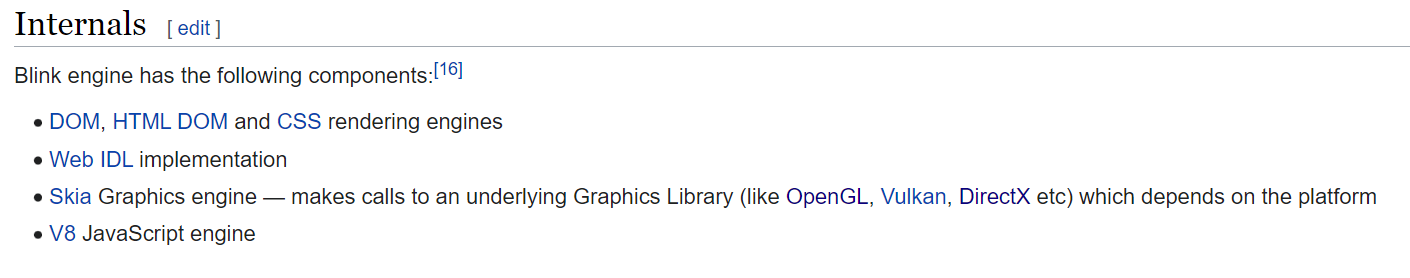 Internals [ edit ]
Blink engine has the following components:[16]
• DOM, HTML DOM and CSS rendering engines
• Web IDL implementation
• Skia Graphics engine — makes calls to an underlying Graphics Library (like OpenGL, Vulkan, DirectX etc) which depends on the platform
• V8 JavaScript engine